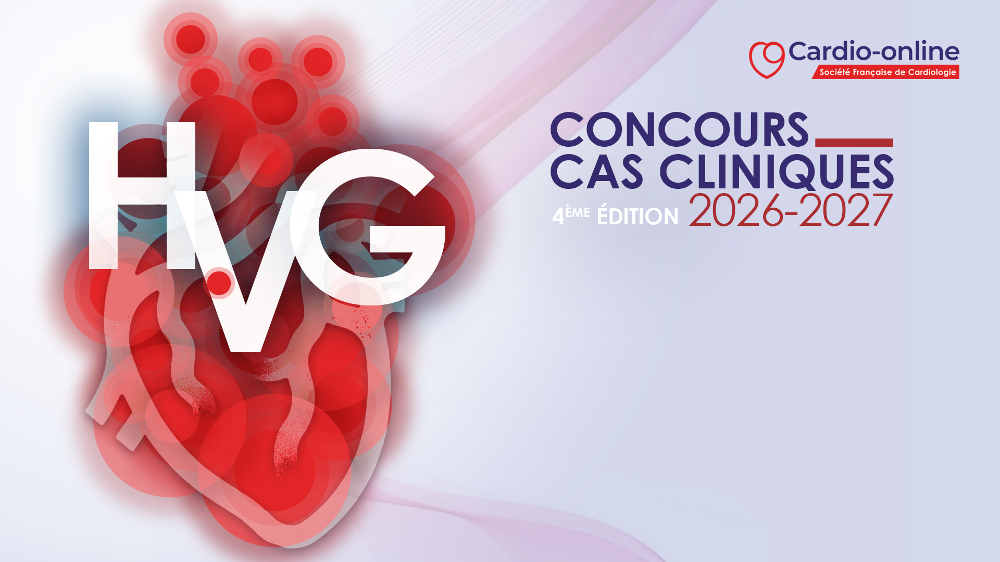 HVG
Cardio-online
Société Française de Cardiologie
CONCOURS
CAS CLINIQUES
4ÈME ÉDITION 2026-2027